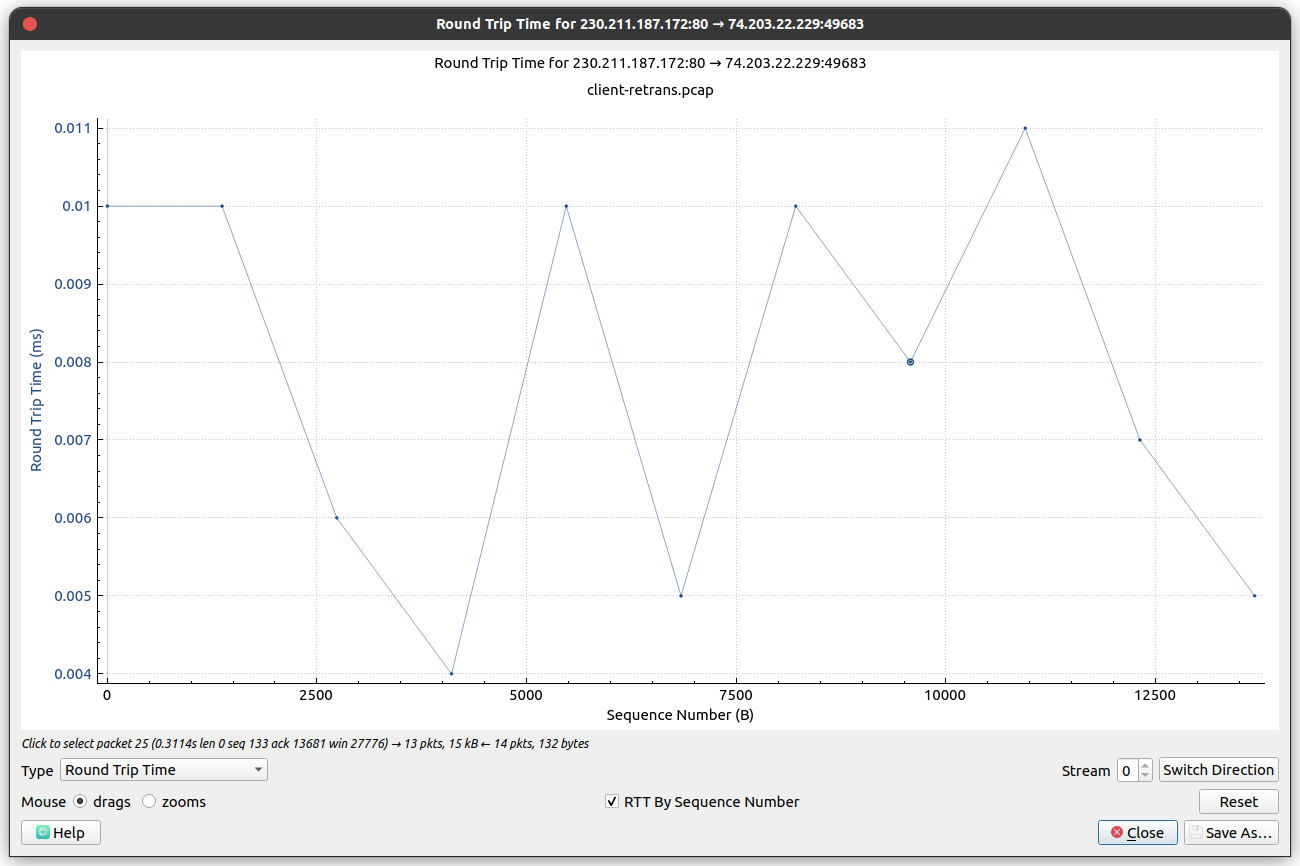 Round Trip Time for 230.211.187.172:80 → 74.203.22.229:49683
Round Trip Time for 230.211.187.172:80 → 74.203.22.229:49683
client-retrans.pcap
0.011
0.01
0.009
0.008
0.007
0.006
0.005
0.004
Round Trip Time (ms)
0 2500 5000 7500 10000 12500
Sequence Number (B)
Click to select packet 25 (0.3114s len 0 seq 133 ack 13681 win 27776) → 13 pkts, 15 kB ← 14 pkts, 132 bytes
Type Round Trip Time Stream 0 Switch Direction
Mouse drags zooms RTT By Sequence Number Reset
Help Close Save As…